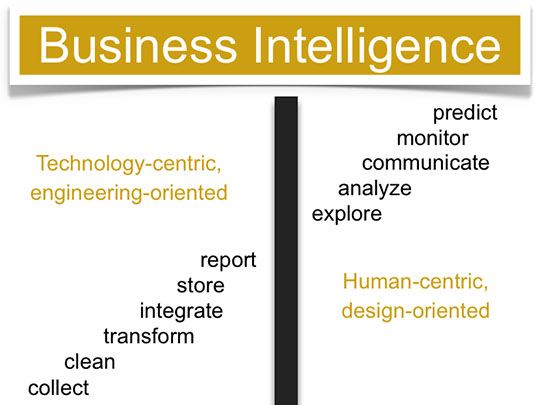 Business Intelligence
Technology-centric,
engineering-oriented
report
store
integrate
transform
clean
collect
predict
monitor
communicate
analyze
explore
Human-centric,
design-oriented